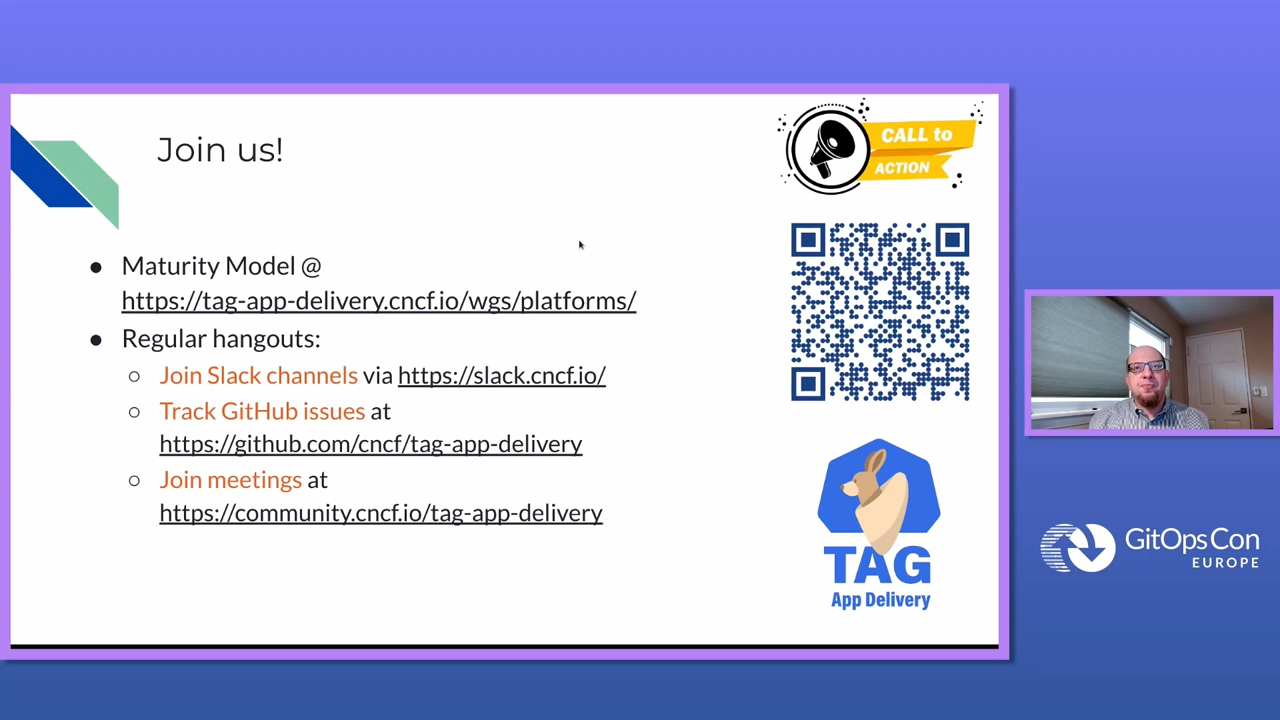 Join us!
CALL to
ACTION
● Maturity Model @
https://tag-app-delivery.cncf.io/wgs/platforms/
● Regular hangouts:
○ Join Slack channels via https://slack.cncf.io/
○ Track GitHub issues at
https://github.com/cncf/tag-app-delivery
○ Join meetings at
https://community.cncf.io/tag-app-delivery
TAG
App Delivery
GitOpsCon
EUROPE